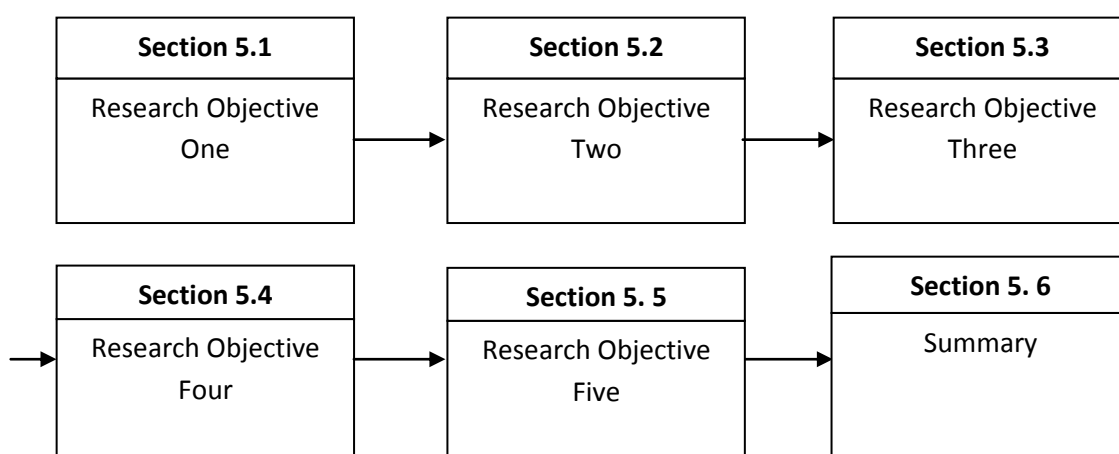 Section 5.1
Research Objective
One
Section 5.2
Research Objective
Two
Section 5.3
Research Objective
Three
Section 5.4
Research Objective
Four
Section 5. 5
Research Objective
Five
Section 5. 6
Summary